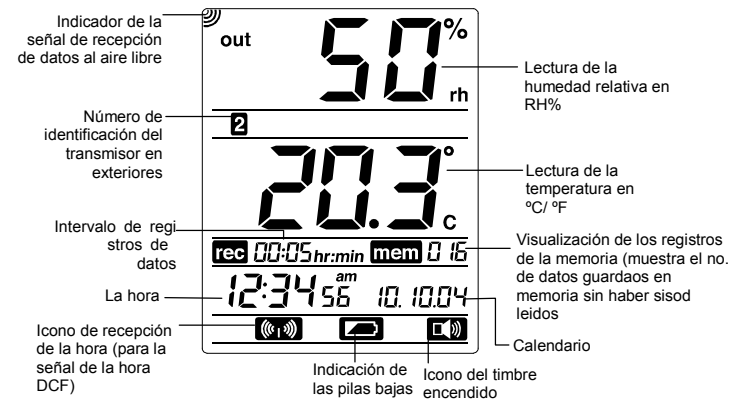 Indicador de la
señal de recepción
de datos al aire libre
out
50%
rh
Lectura de la
humedad relativa en
RH%
Número de
identificación del
transmisor en
exteriores
2
20.3°
C
Lectura de la
temperatura en
ºC/ ºF
Intervalo de regi
stros de
datos
rec 00:05 hr:min mem 016
Visualización de los registros
de la memoria (muestra el no.
de datos guardaos en
memoria sin haber sisod
leidos
La hora
12:34 56 am 10. 10.04
Calendario
Icono de recepción
de la hora (para la
señal de la hora
DCF)
Indicación de
las pilas bajas
Icono del timbre
encendido